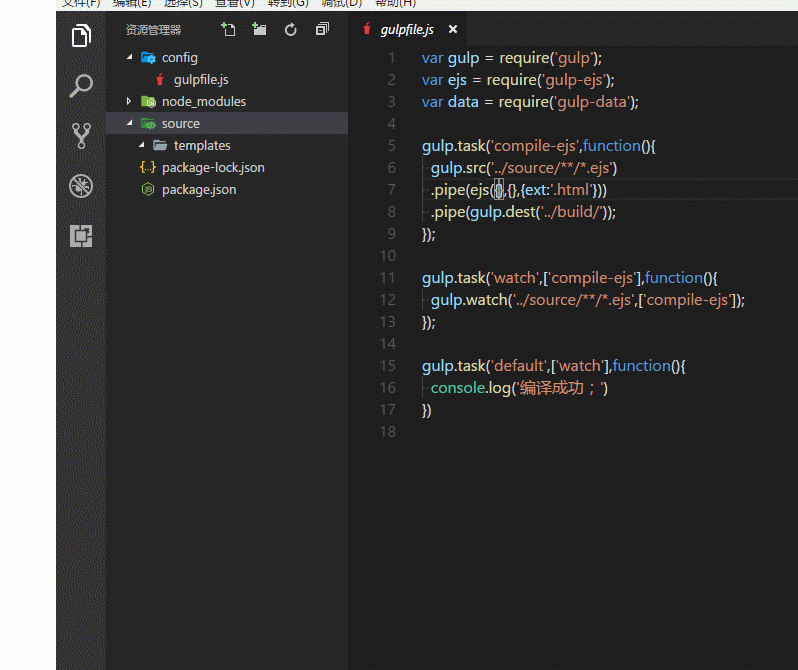 文件(F) 编辑(E) 选择(S) 查看(V) 转到(G) 调试(D) 帮助(H)
资源管理器
config
gulpfile.js
node_modules
source
templates
package-lock.json
package.json
gulpfile.js ×
1 var gulp = require('gulp');
2 var ejs = require('gulp-ejs');
3 var data = require('gulp-data');
4
5 gulp.task('compile-ejs',function(){
6 gulp.src('../source/**/*.ejs')
7 .pipe(ejs({},{},{ext:'.html'}))
8 .pipe(gulp.dest('../build/'));
9 });
10
11 gulp.task('watch',['compile-ejs'],function(){
12 gulp.watch('../source/**/*.ejs',['compile-ejs']);
13 });
14
15 gulp.task('default',['watch'],function(){
16 console.log('编译成功；')
17 })
18